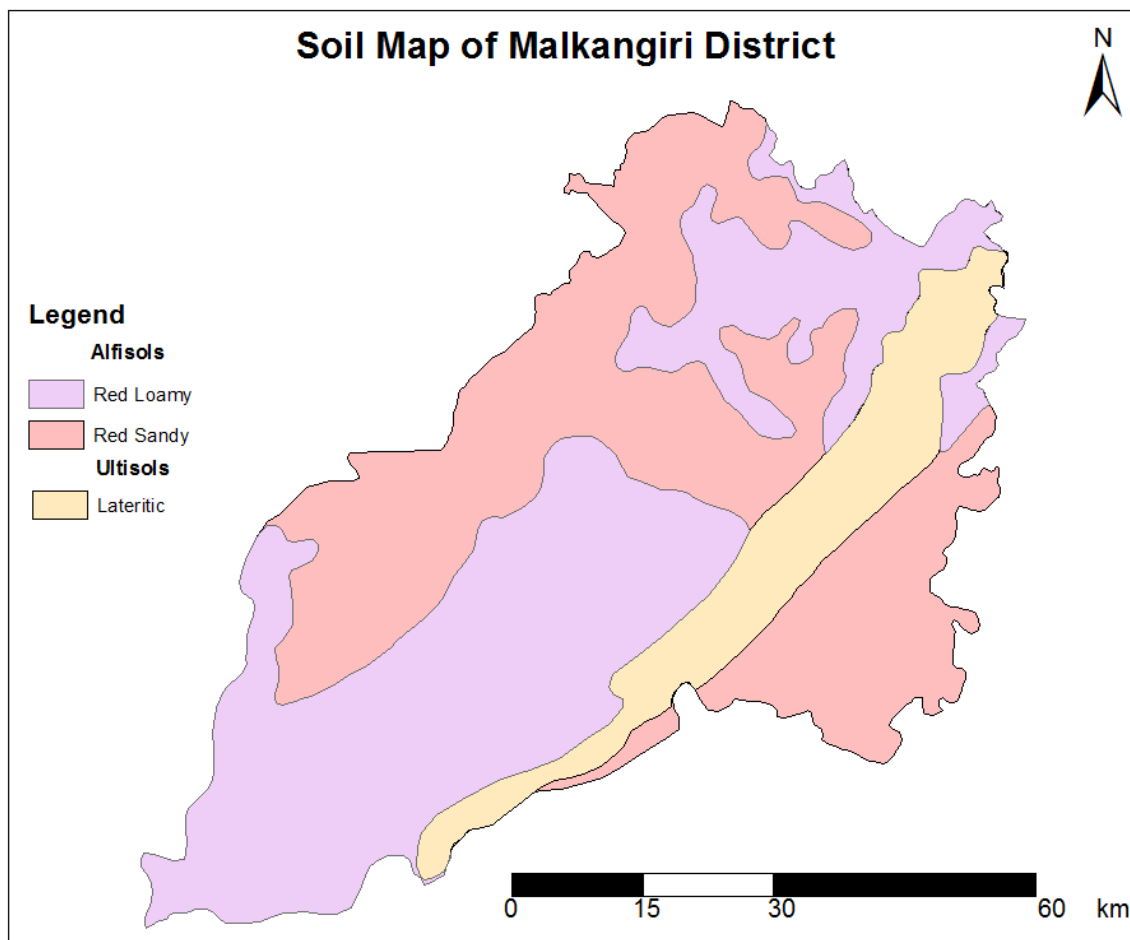 Soil Map of Malkangiri District
N
Legend
Alfisols
Red Loamy
Red Sandy
Ultisols
Lateritic
0 15 30 60 km